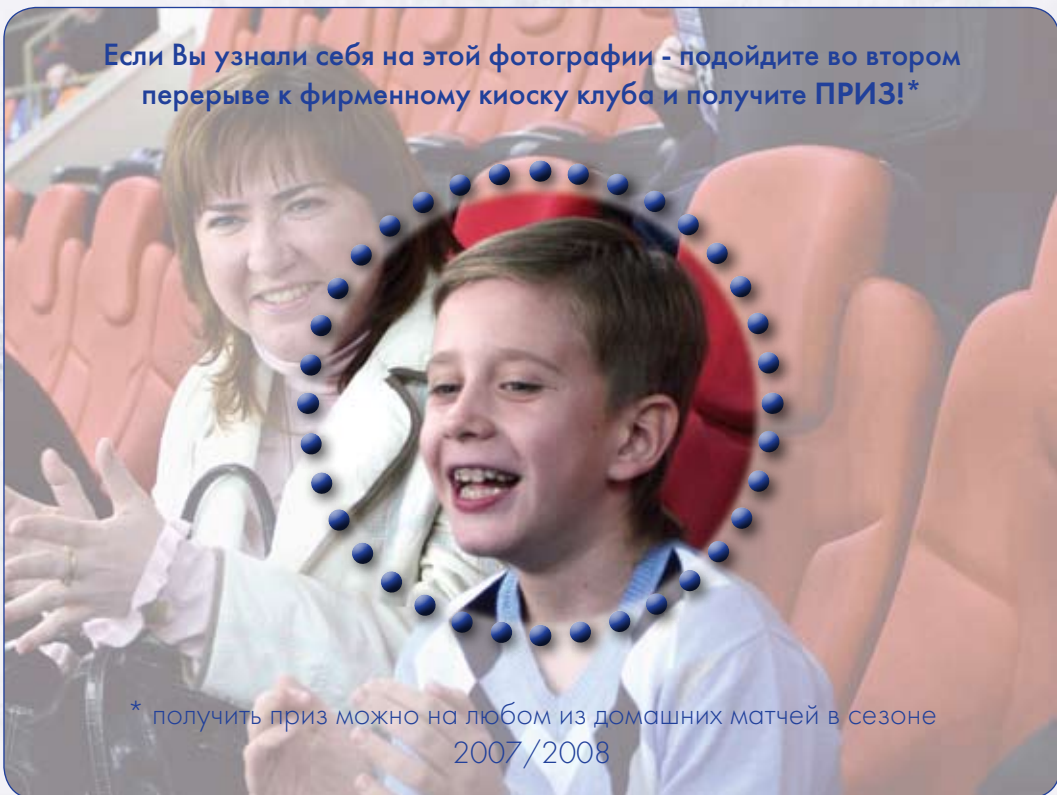 Если Вы узнали себя на этой фотографии - подойдите во втором
перерыве к фирменному киоску клуба и получите ПРИЗ!*
* получить приз можно на любом из домашних матчей в сезоне
2007/2008